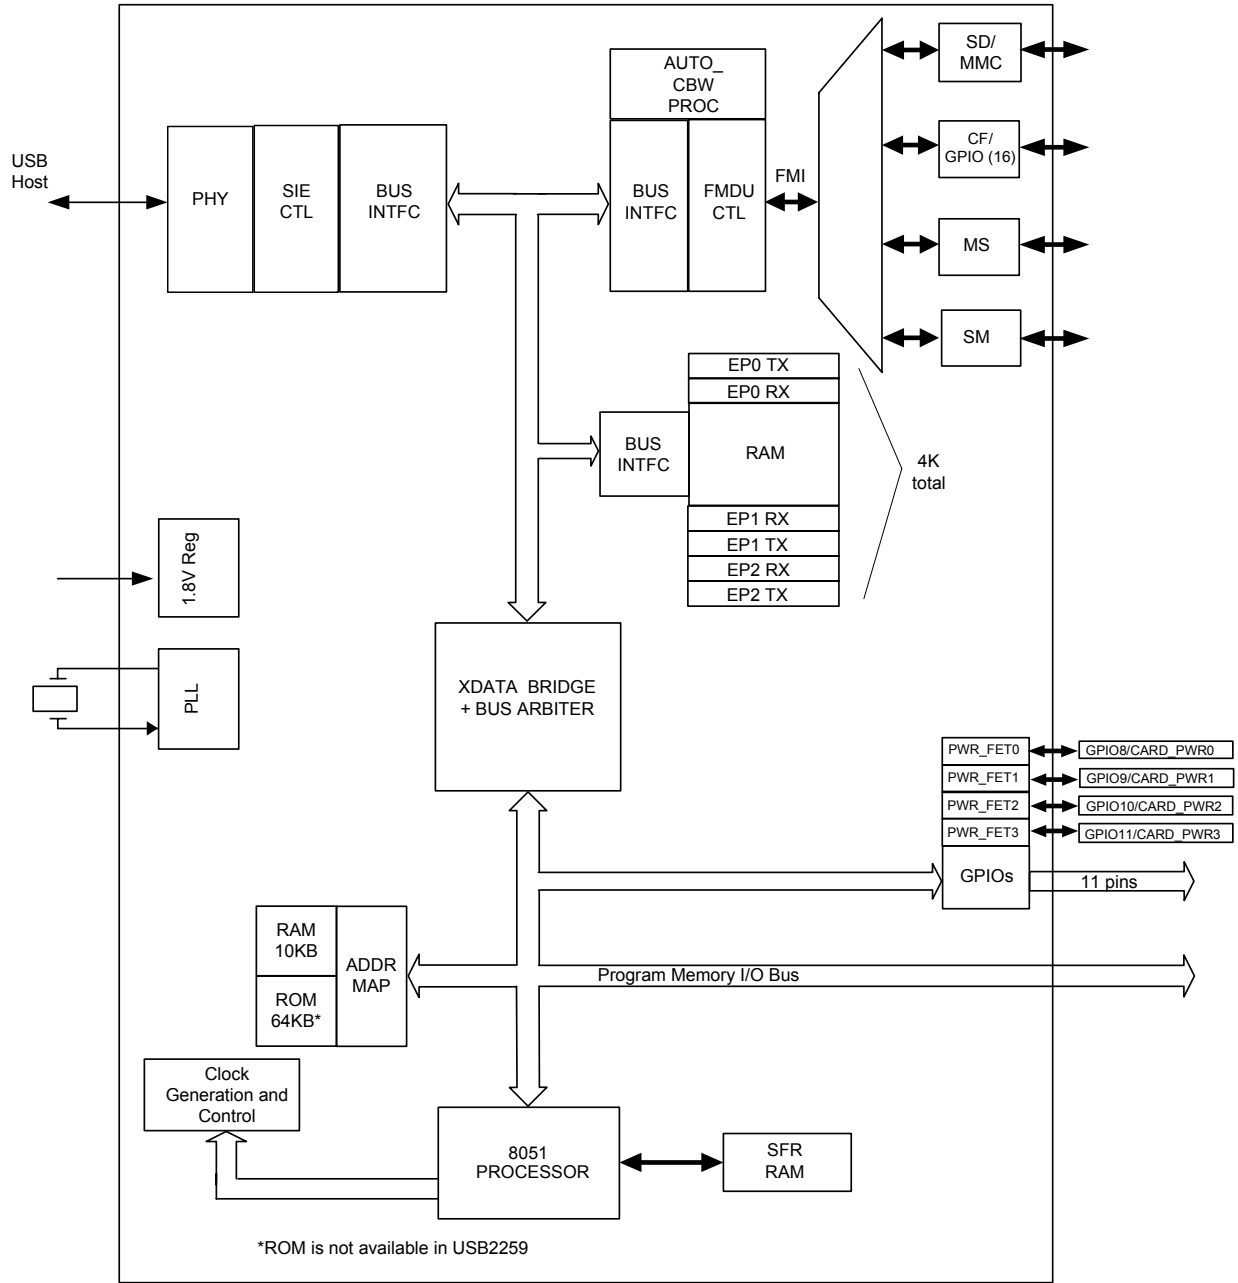 SD/
MMC
AUTO_
CBW
PROC
CF/
GPIO (16)
USB
Host
PHY
SIE
CTL
BUS
INTFC
BUS
INTFC
FMDU
CTL
FMI
MS
SM
EP0 TX
EP0 RX
BUS
INTFC
RAM
4K
total
EP1 RX
EP1 TX
EP2 RX
EP2 TX
1.8V Reg
PLL
XDATA BRIDGE
+ BUS ARBITER
PWR_FET0
GPIO8/CARD_PWR0
PWR_FET1
GPIO9/CARD_PWR1
PWR_FET2
GPIO10/CARD_PWR2
PWR_FET3
GPIO11/CARD_PWR3
GPIOs
11 pins
RAM
10KB
ADDR
MAP
ROM
64KB*
Program Memory I/O Bus
Clock
Generation and
Control
8051
PROCESSOR
SFR
RAM
*ROM is not available in USB2259